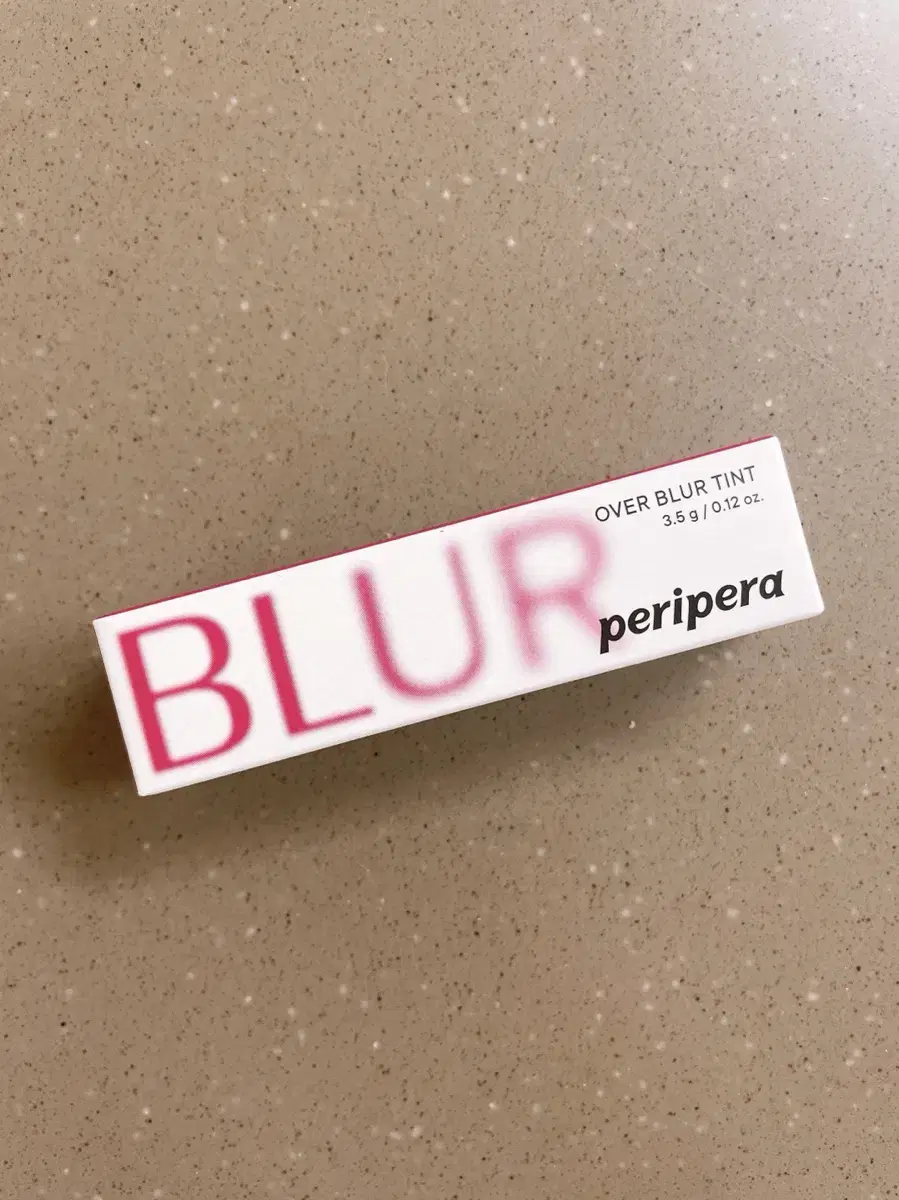 BLUR
OVER BLUR TINT
3.5 g / 0.12 oz.
peripera